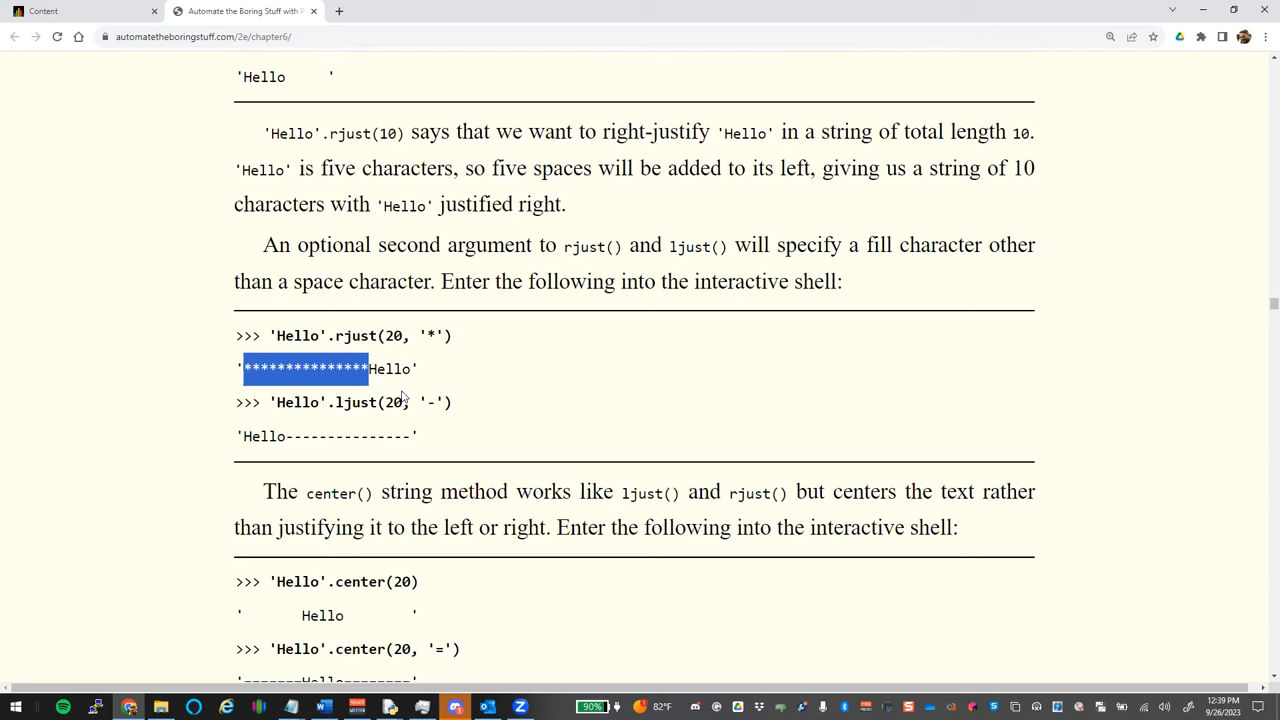 Content
Automate the Boring Stuff with P
automatetheboringstuff.com/2e/chapter6/
'Hello     '
'Hello'.rjust(10) says that we want to right-justify 'Hello' in a string of total length 10.
'Hello' is five characters, so five spaces will be added to its left, giving us a string of 10
characters with 'Hello' justified right.
An optional second argument to rjust() and ljust() will specify a fill character other
than a space character. Enter the following into the interactive shell:
>>> 'Hello'.rjust(20, '*')
'***************Hello'
>>> 'Hello'.ljust(20, '-')
'Hello---------------'
The center() string method works like ljust() and rjust() but centers the text rather
than justifying it to the left or right. Enter the following into the interactive shell:
>>> 'Hello'.center(20)
'       Hello        '
>>> 'Hello'.center(20, '=')
'=======Hello========'
90%
82°F
12:39 PM
9/26/2023